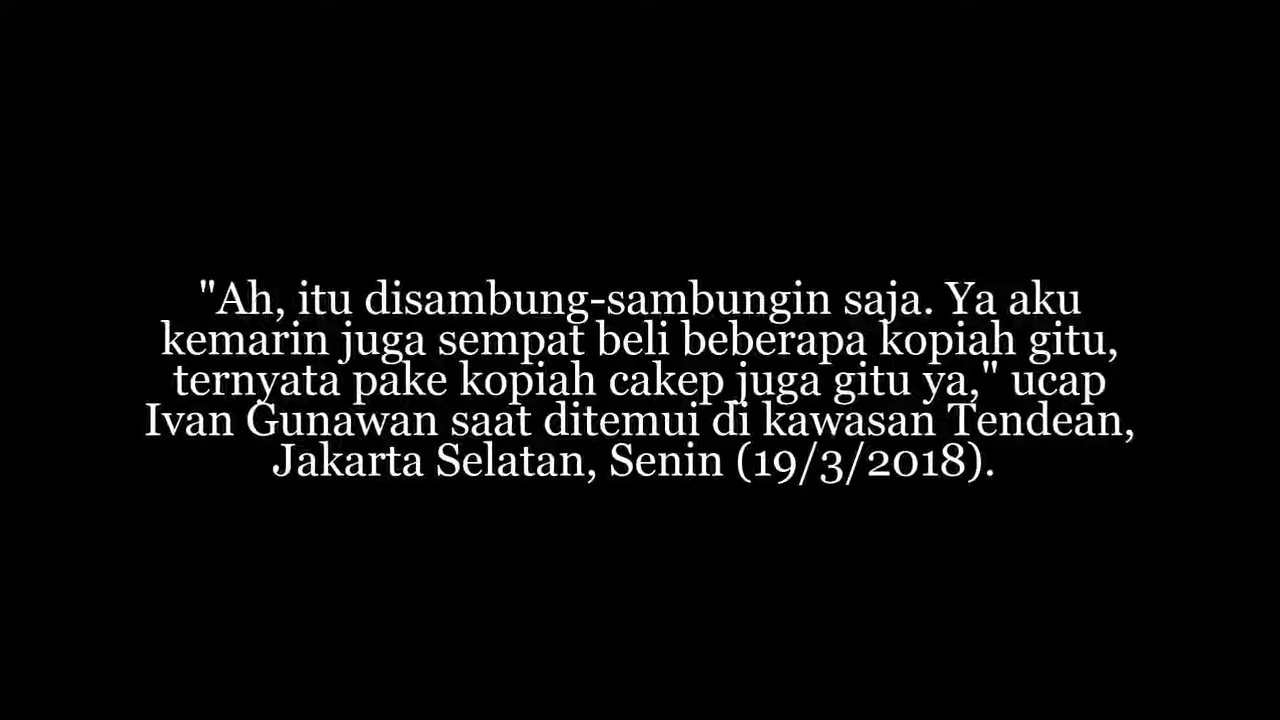 "Ah, itu disambung-sambungin saja. Ya aku
kemarin juga sempat beli beberapa kopiah gitu,
ternyata pake kopiah cakep juga gitu ya," ucap
Ivan Gunawan saat ditemui di kawasan Tendean,
Jakarta Selatan, Senin (19/3/2018).